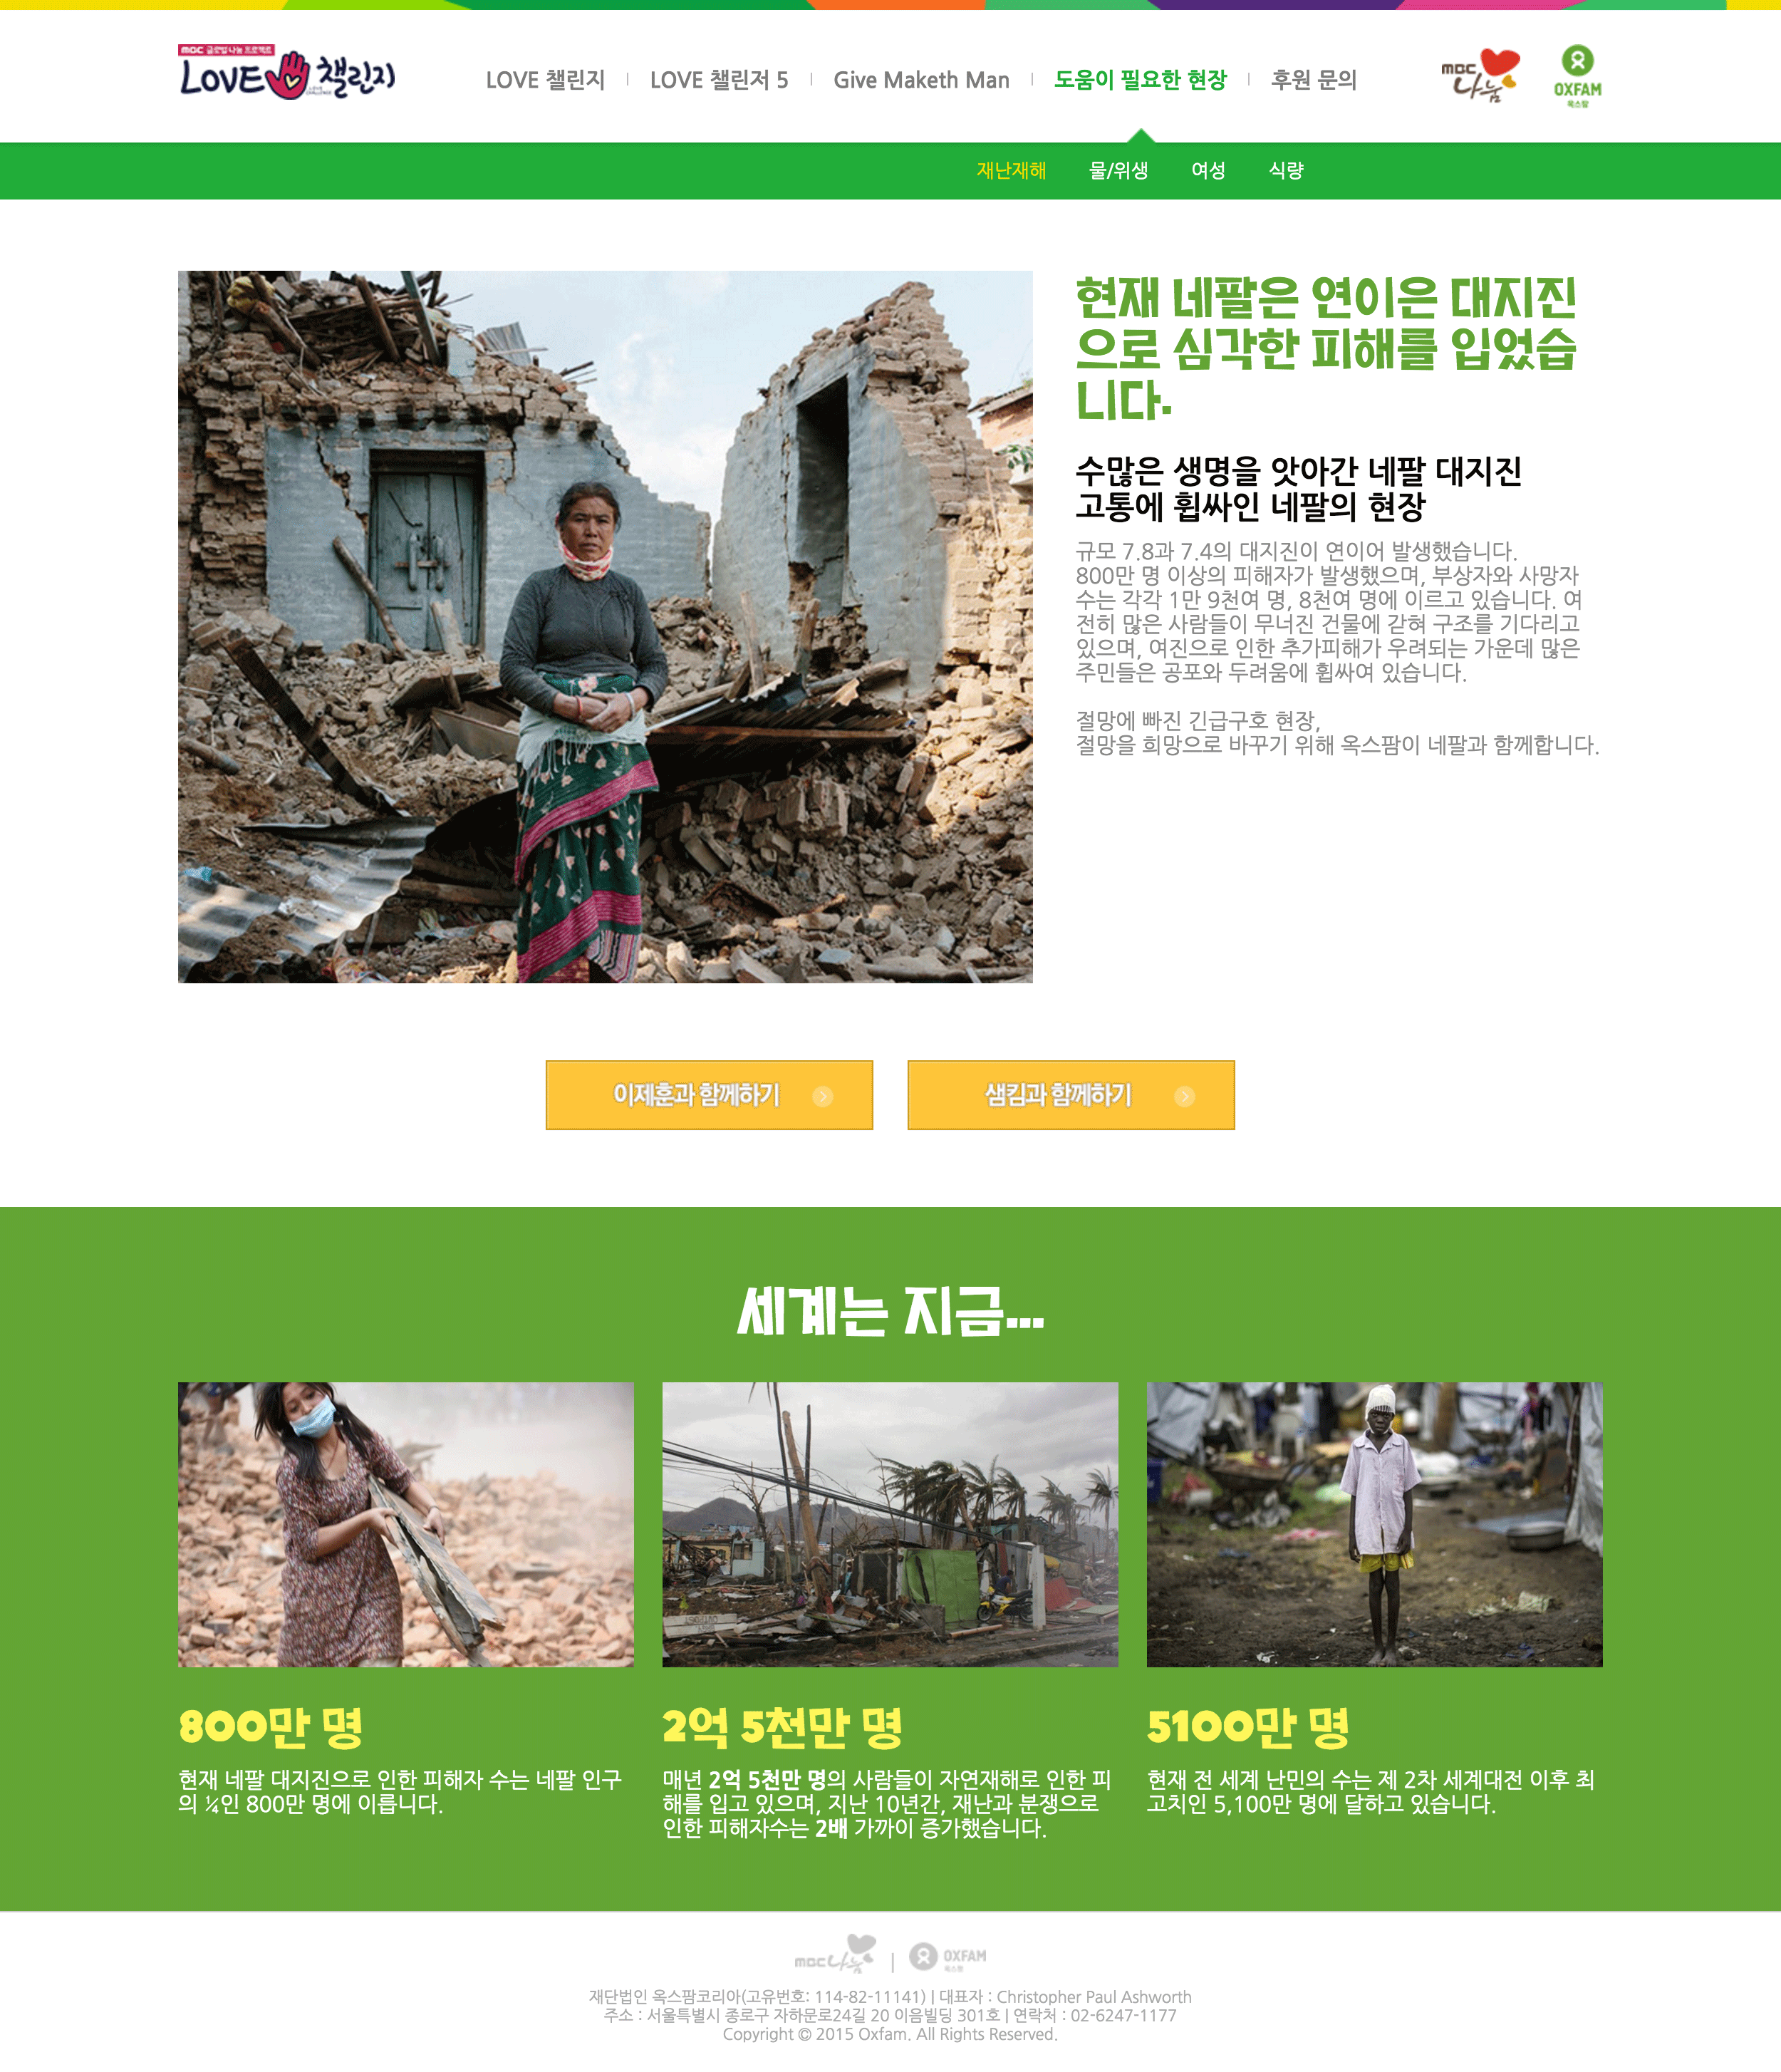 mbc 글로벌 나눔 프로젝트
LOVE 챌린지
LOVE 챌린지
LOVE 챌린저 5
Give Maketh Man
도움이 필요한 현장
후원 문의
mbc 나눔
OXFAM
옥스팜
재난재해
물/위생
여성
식량
현재 네팔은 연이은 대지진
으로 심각한 피해를 입었습
니다.
수많은 생명을 앗아간 네팔 대지진
고통에 휩싸인 네팔의 현장
규모 7.8과 7.4의 대지진이 연이어 발생했습니다.
800만 명 이상의 피해자가 발생했으며, 부상자와 사망자
수는 각각 1만 9천여 명, 8천여 명에 이르고 있습니다. 여
전히 많은 사람들이 무너진 건물에 갇혀 구조를 기다리고
있으며, 여진으로 인한 추가피해가 우려되는 가운데 많은
주민들은 공포와 두려움에 휩싸여 있습니다.
절망에 빠진 긴급구호 현장,
절망을 희망으로 바꾸기 위해 옥스팜이 네팔과 함께합니다.
이제훈과 함께하기
샘킴과 함께하기
세계는 지금...
800만 명
현재 네팔 대지진으로 인한 피해자 수는 네팔 인구
의 ¼인 800만 명에 이릅니다.
2억 5천만 명
매년 2억 5천만 명의 사람들이 자연재해로 인한 피
해를 입고 있으며, 지난 10년간, 재난과 분쟁으로
인한 피해자수는 2배 가까이 증가했습니다.
5100만 명
현재 전 세계 난민의 수는 제 2차 세계대전 이후 최
고치인 5,100만 명에 달하고 있습니다.
mbc 나눔 | OXFAM
옥스팜
재단법인 옥스팜코리아(고유번호: 114-82-11141) | 대표자 : Christopher Paul Ashworth
주소 : 서울특별시 종로구 자하문로24길 20 이음빌딩 301호 | 연락처 : 02-6247-1177
Copyright © 2015 Oxfam. All Rights Reserved.